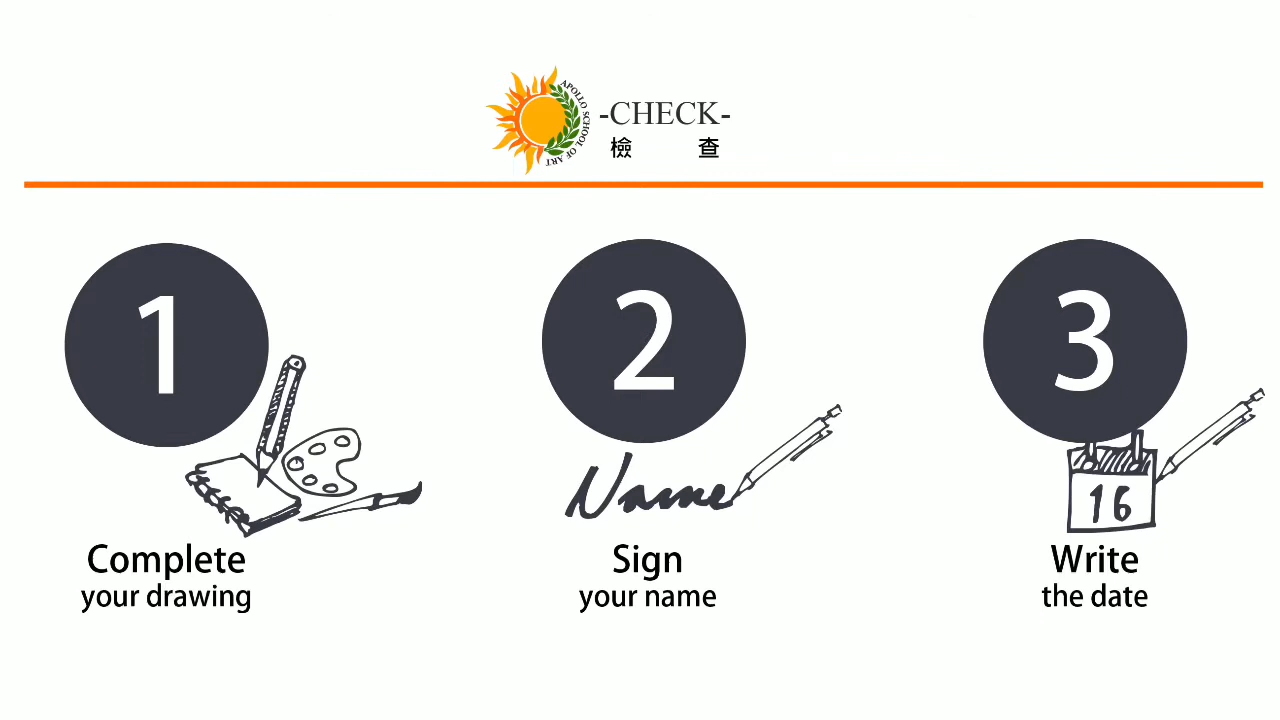 APOLLO SCHOOL OF ART
-CHECK-
檢 查
1
2
3
Name
16
Complete
your drawing
Sign
your name
Write
the date